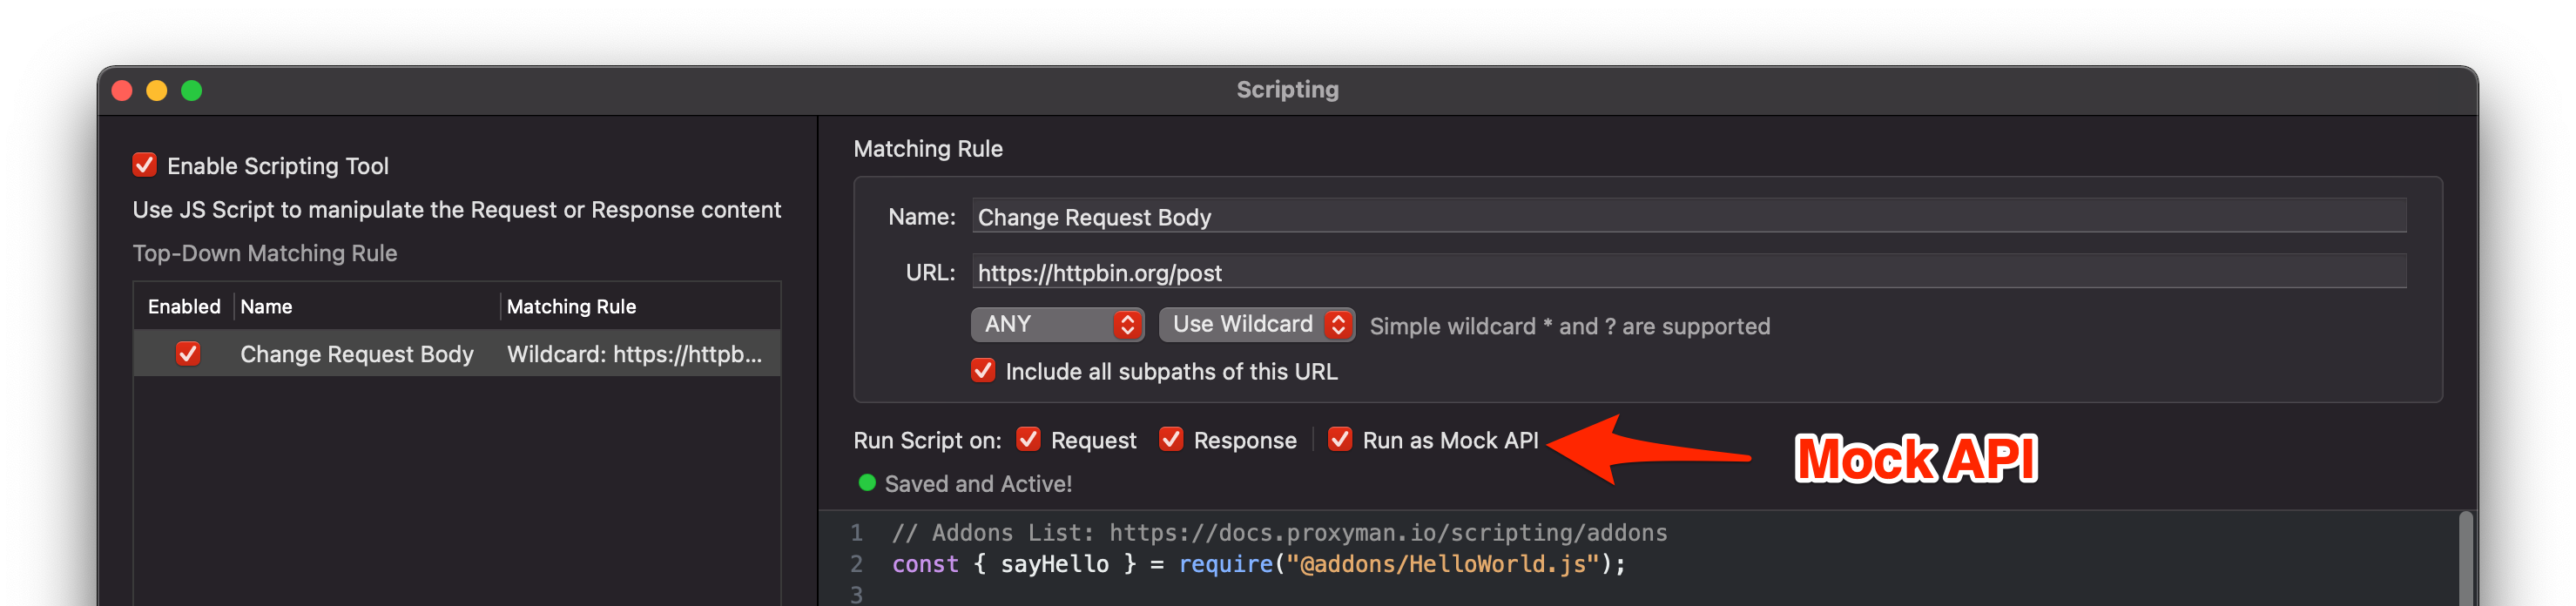 Scripting
Enable Scripting Tool
Use JS Script to manipulate the Request or Response content
Top-Down Matching Rule
Enabled Name Matching Rule
Change Request Body Wildcard: https://httpb...
Matching Rule
Name: Change Request Body
URL: https://httpbin.org/post
ANY Use Wildcard Simple wildcard * and ? are supported
Include all subpaths of this URL
Run Script on: Request Response Run as Mock API
Mock API
Saved and Active!
1 // Addons List: https://docs.proxyman.io/scripting/addons
2 const { sayHello } = require("@addons/HelloWorld.js");
3